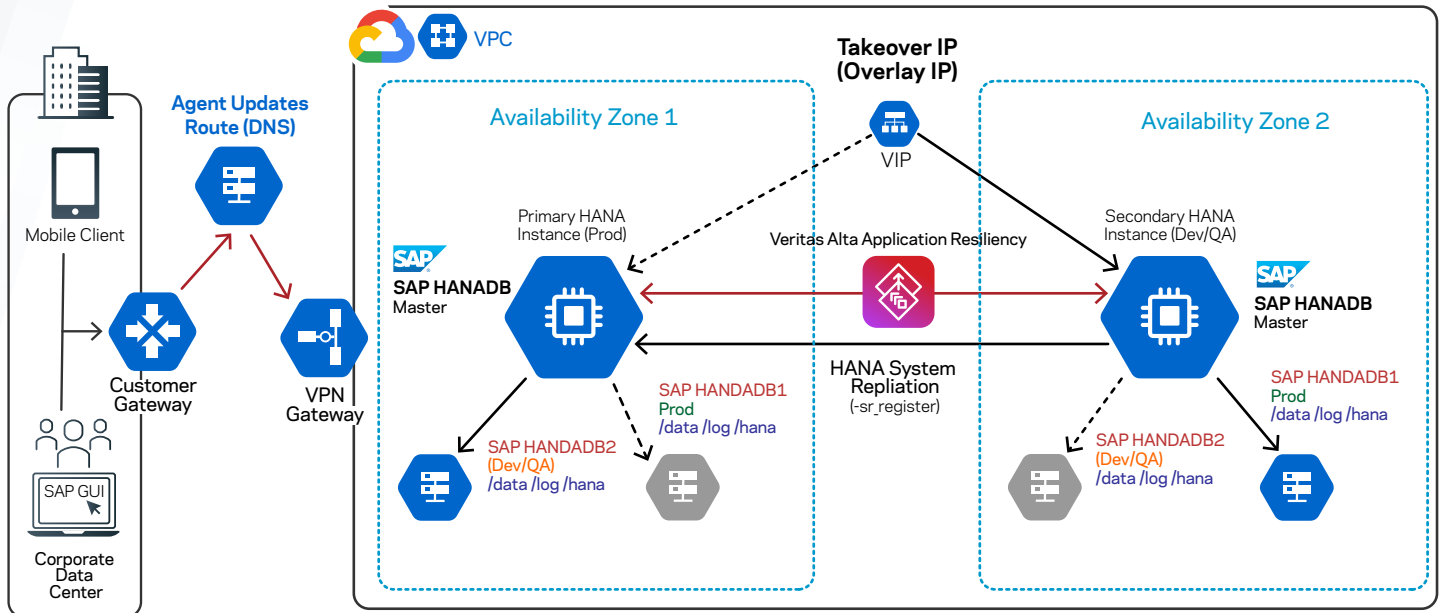 VPC
Takeover IP
(Overlay IP)
Agent Updates
Route (DNS)
Availability Zone 1
Availability Zone 2
VIP
Mobile Client
Primary HANA
Instance (Prod)
Secondary HANA
Instance (Dev/QA)
Veritas Alta Application Resiliency
SAP
SAP HANADB
Master
SAP
SAP HANADB
Master
Customer
Gateway
VPN
Gateway
HANA System
Repliation
(-sr_register)
SAP HANDADB1
Prod
/data /log /hana
SAP HANDADB1
Prod
/data /log /hana
SAP HANDADB2
(Dev/QA)
/data /log /hana
SAP HANDADB2
(Dev/QA)
/data /log /hana
SAP GUI
Corporate
Data
Center